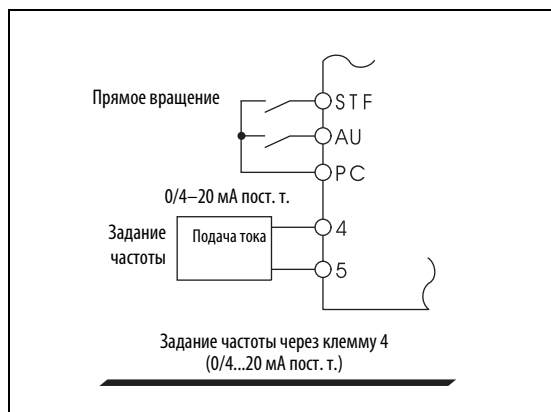 Прямое вращение
STF
AU
PC
0/4–20 мА пост. т.
Задание
частоты
Подача тока
4
5
Задание частоты через клемму 4
(0/4...20 мА пост. т.)